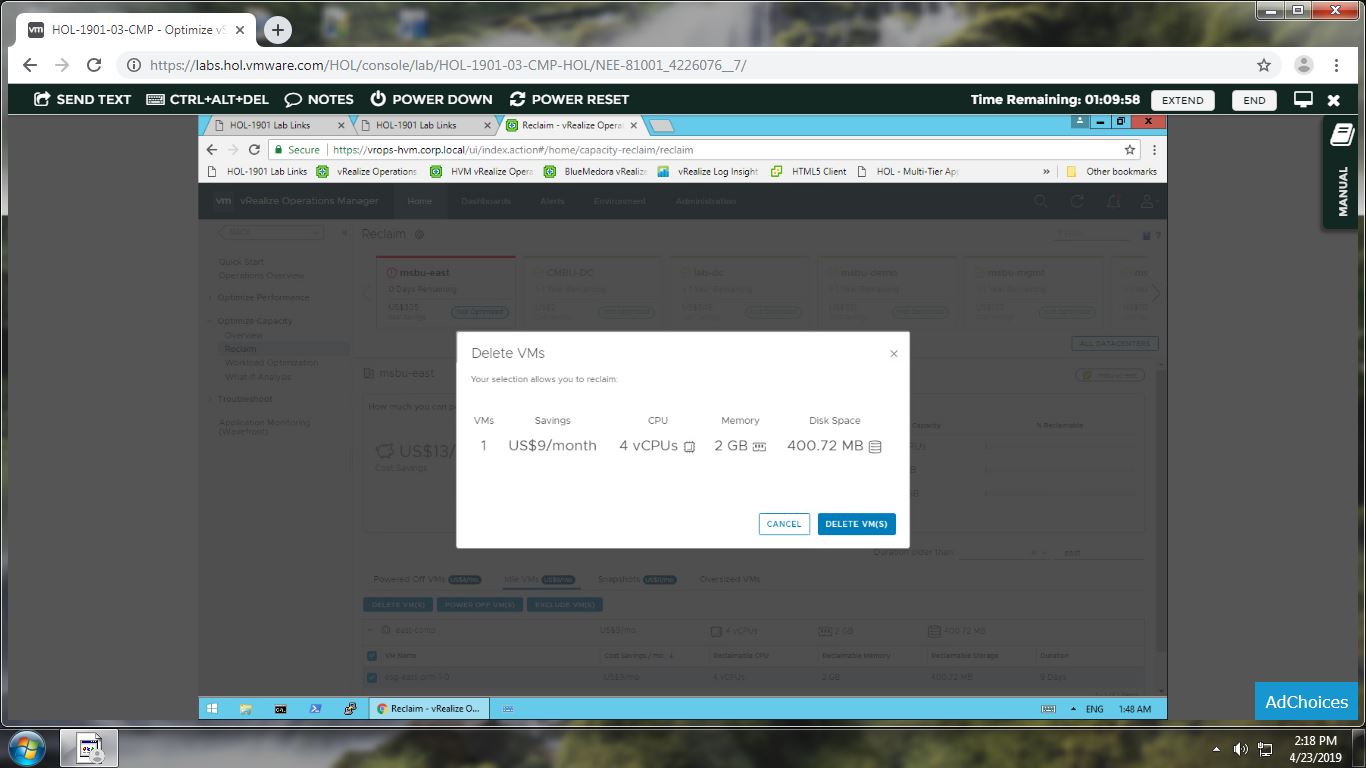 HOL-1901-03-CMP - Optimize vS
https://labs.hol.vmware.com/HOL/console/lab/HOL-1901-03-CMP-HOL/NEE-81001_4226076__7/
SEND TEXT CTRL+ALT+DEL NOTES POWER DOWN POWER RESET Time Remaining: 01:09:58 EXTEND END
MANUAL
HOL-1901 Lab Links HOL-1901 Lab Links Reclaim - vRealize Opera
Secure https://vrops-hvm.corp.local/ui/index.action#/home/capacity-reclaim/reclaim
HOL-1901 Lab Links vRealize Operations HVM vRealize Opera BlueMedora vRealize vRealize Log Insight HTML5 Client HOL - Multi-Tier App » Other bookmarks
vm vRealize Operations Manager Home Dashboards Alerts Environment Administration
BACK « Reclaim
Quick Start
Operations Overview
Optimize Performance
Optimize Capacity
Overview
Reclaim
Workload Optimization
What If Analysis
Troubleshoot
Application Monitoring
(Wavefront)
msbu-east CMBU-DC lab-dc msbu-demo msbu-mgmt
0 Days Remaining
Not Optimized
ALL DATACENTERS
msbu-east
How much you can
US$13/
Cost Savings
Capacity % Reclaimable
Delete VMs
Your selection allows you to reclaim:
VMs Savings CPU Memory Disk Space
1 US$9/month 4 vCPUs 2 GB 400.72 MB
CANCEL DELETE VM(S)
Duration older than: east
Powered Off VMs Idle VMs Snapshots Oversized VMs
DELETE VM(S) POWER OFF VM(S) EXCLUDE VM(S)
east-comp US$9/mo. 4 vCPUs 2 GB 400.72 MB
VM Name Cost Savings / mo. ↓ Reclaimable CPU Reclaimable Memory Reclaimable Storage Duration
esg-east-prm-1-0 US$9/mo 4 vCPUs 2 GB 400.72 MB 9 Days
AdChoices
Reclaim - vRealize O... ENG 1:48 AM
2:18 PM
4/23/2019